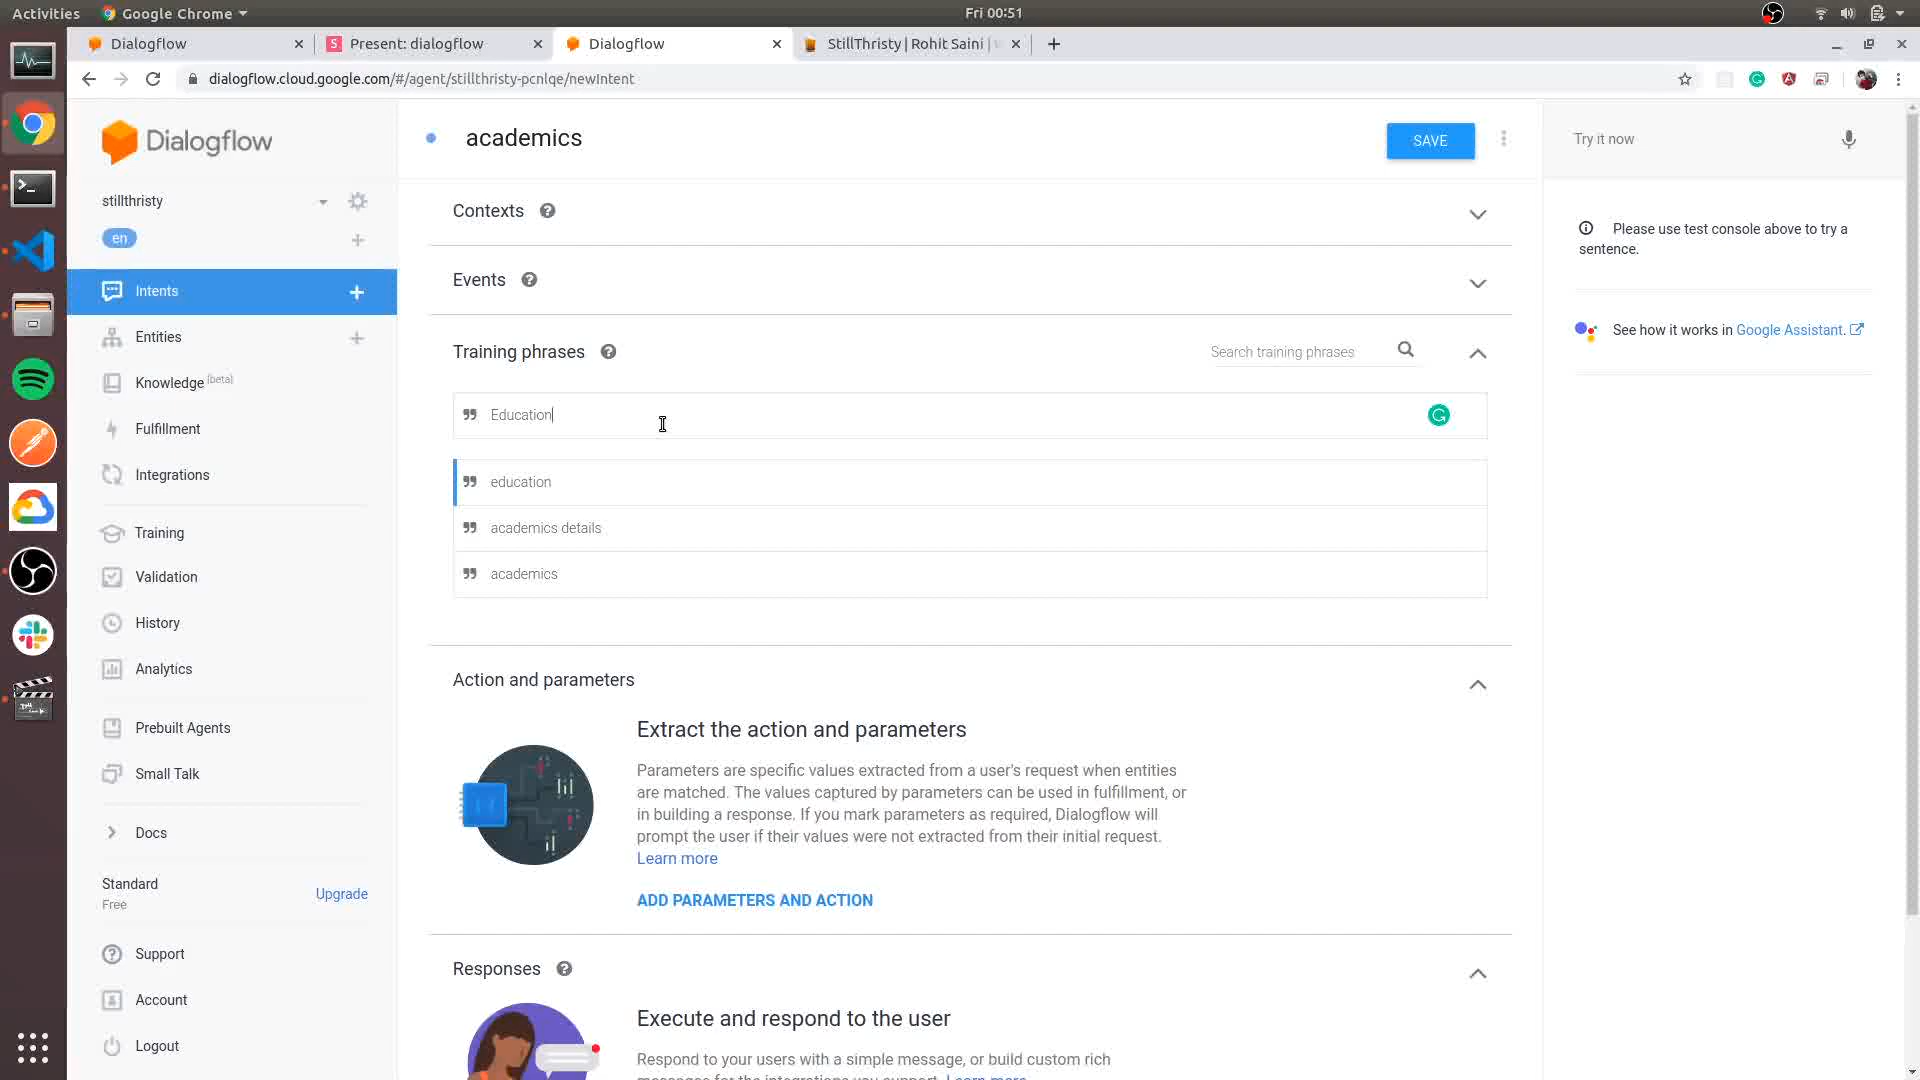 Activities
Google Chrome
Fri 00:51
Dialogflow
Present: dialogflow
Dialogflow
StillThristy | Rohit Saini |
dialogflow.cloud.google.com/#/agent/stillthristy-pcnlqe/newIntent
Dialogflow
stillthristy
en
Intents
Entities
Knowledge [beta]
Fulfillment
Integrations
Training
Validation
History
Analytics
Prebuilt Agents
Small Talk
Docs
Standard
Free
Upgrade
Support
Account
Logout
academics
SAVE
Contexts
Events
Training phrases
Search training phrases
Education
education
academics details
academics
Action and parameters
Extract the action and parameters
Parameters are specific values extracted from a user's request when entities
are matched. The values captured by parameters can be used in fulfillment, or
in building a response. If you mark parameters as required, Dialogflow will
prompt the user if their values were not extracted from their initial request.
Learn more
ADD PARAMETERS AND ACTION
Responses
Execute and respond to the user
Respond to your users with a simple message, or build custom rich
messages for the integrations you support. Learn more
Try it now
Please use test console above to try a
sentence.
See how it works in Google Assistant.